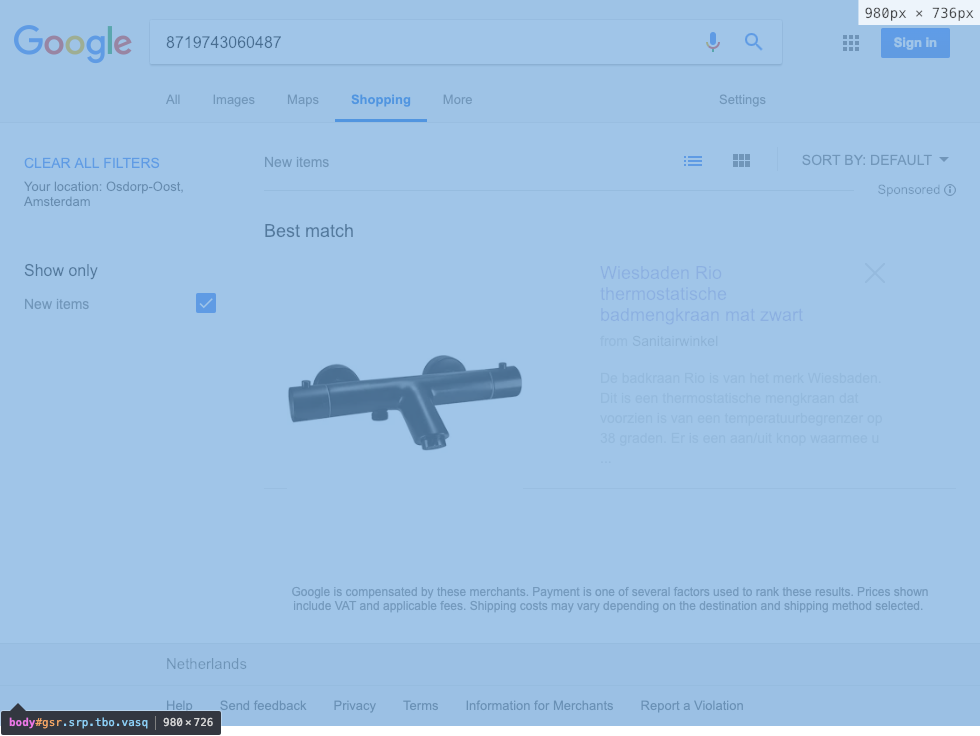 980px × 736px
Google
8719743060487
Sign in
All Images Maps Shopping More Settings
CLEAR ALL FILTERS
Your location: Osdorp-Oost,
Amsterdam
New items
SORT BY: DEFAULT
Sponsored
Best match
Show only
New items
Wiesbaden Rio
thermostatische
badmengkraan mat zwart
from Sanitairwinkel
De badkraan Rio is van het merk Wiesbaden.
Dit is een thermostatische mengkraan dat
voorzien is van een temperatuurbegrenzer op
38 graden. Er is een aan/uit knop waarmee u
...
Google is compensated by these merchants. Payment is one of several factors used to rank these results. Prices shown
include VAT and applicable fees. Shipping costs may vary depending on the destination and shipping method selected.
Netherlands
Help Send feedback Privacy Terms Information for Merchants Report a Violation
body#gsr.srp.tbo.vasq | 980×726